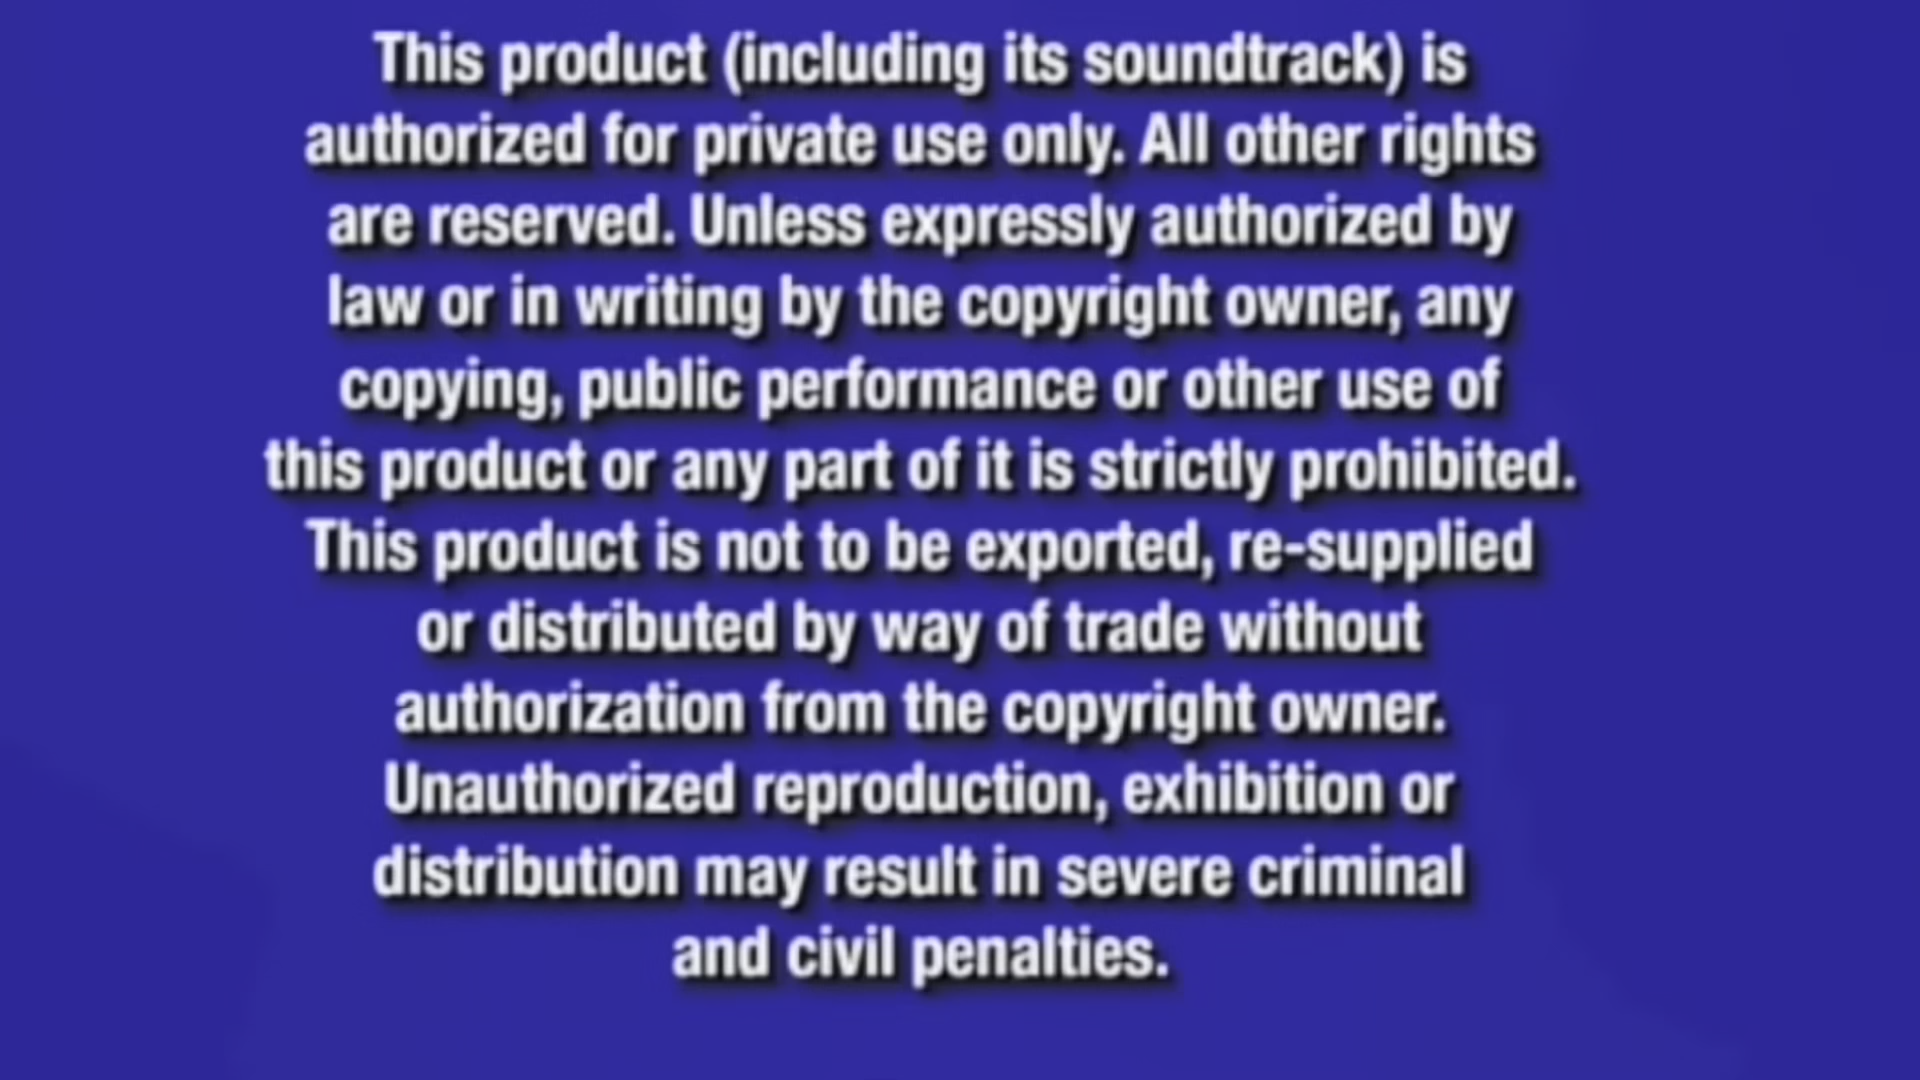 This product (including its soundtrack) is
authorized for private use only. All other rights
are reserved. Unless expressly authorized by
law or in writing by the copyright owner, any
copying, public performance or other use of
this product or any part of it is strictly prohibited.
This product is not to be exported, re-supplied
or distributed by way of trade without
authorization from the copyright owner.
Unauthorized reproduction, exhibition or
distribution may result in severe criminal
and civil penalties.